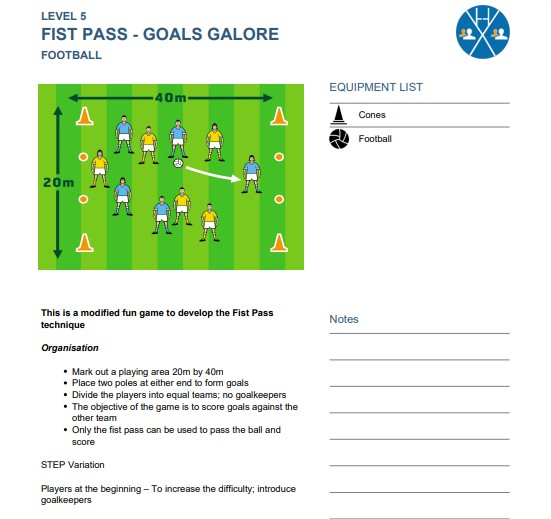 LEVEL 5
FIST PASS - GOALS GALORE
FOOTBALL
40m
20m
EQUIPMENT LIST
Cones
Football
This is a modified fun game to develop the Fist Pass
technique
Organisation
• Mark out a playing area 20m by 40m
• Place two poles at either end to form goals
• Divide the players into equal teams; no goalkeepers
• The objective of the game is to score goals against the
other team
• Only the fist pass can be used to pass the ball and
score
STEP Variation
Players at the beginning – To increase the difficulty; introduce
goalkeepers
Notes